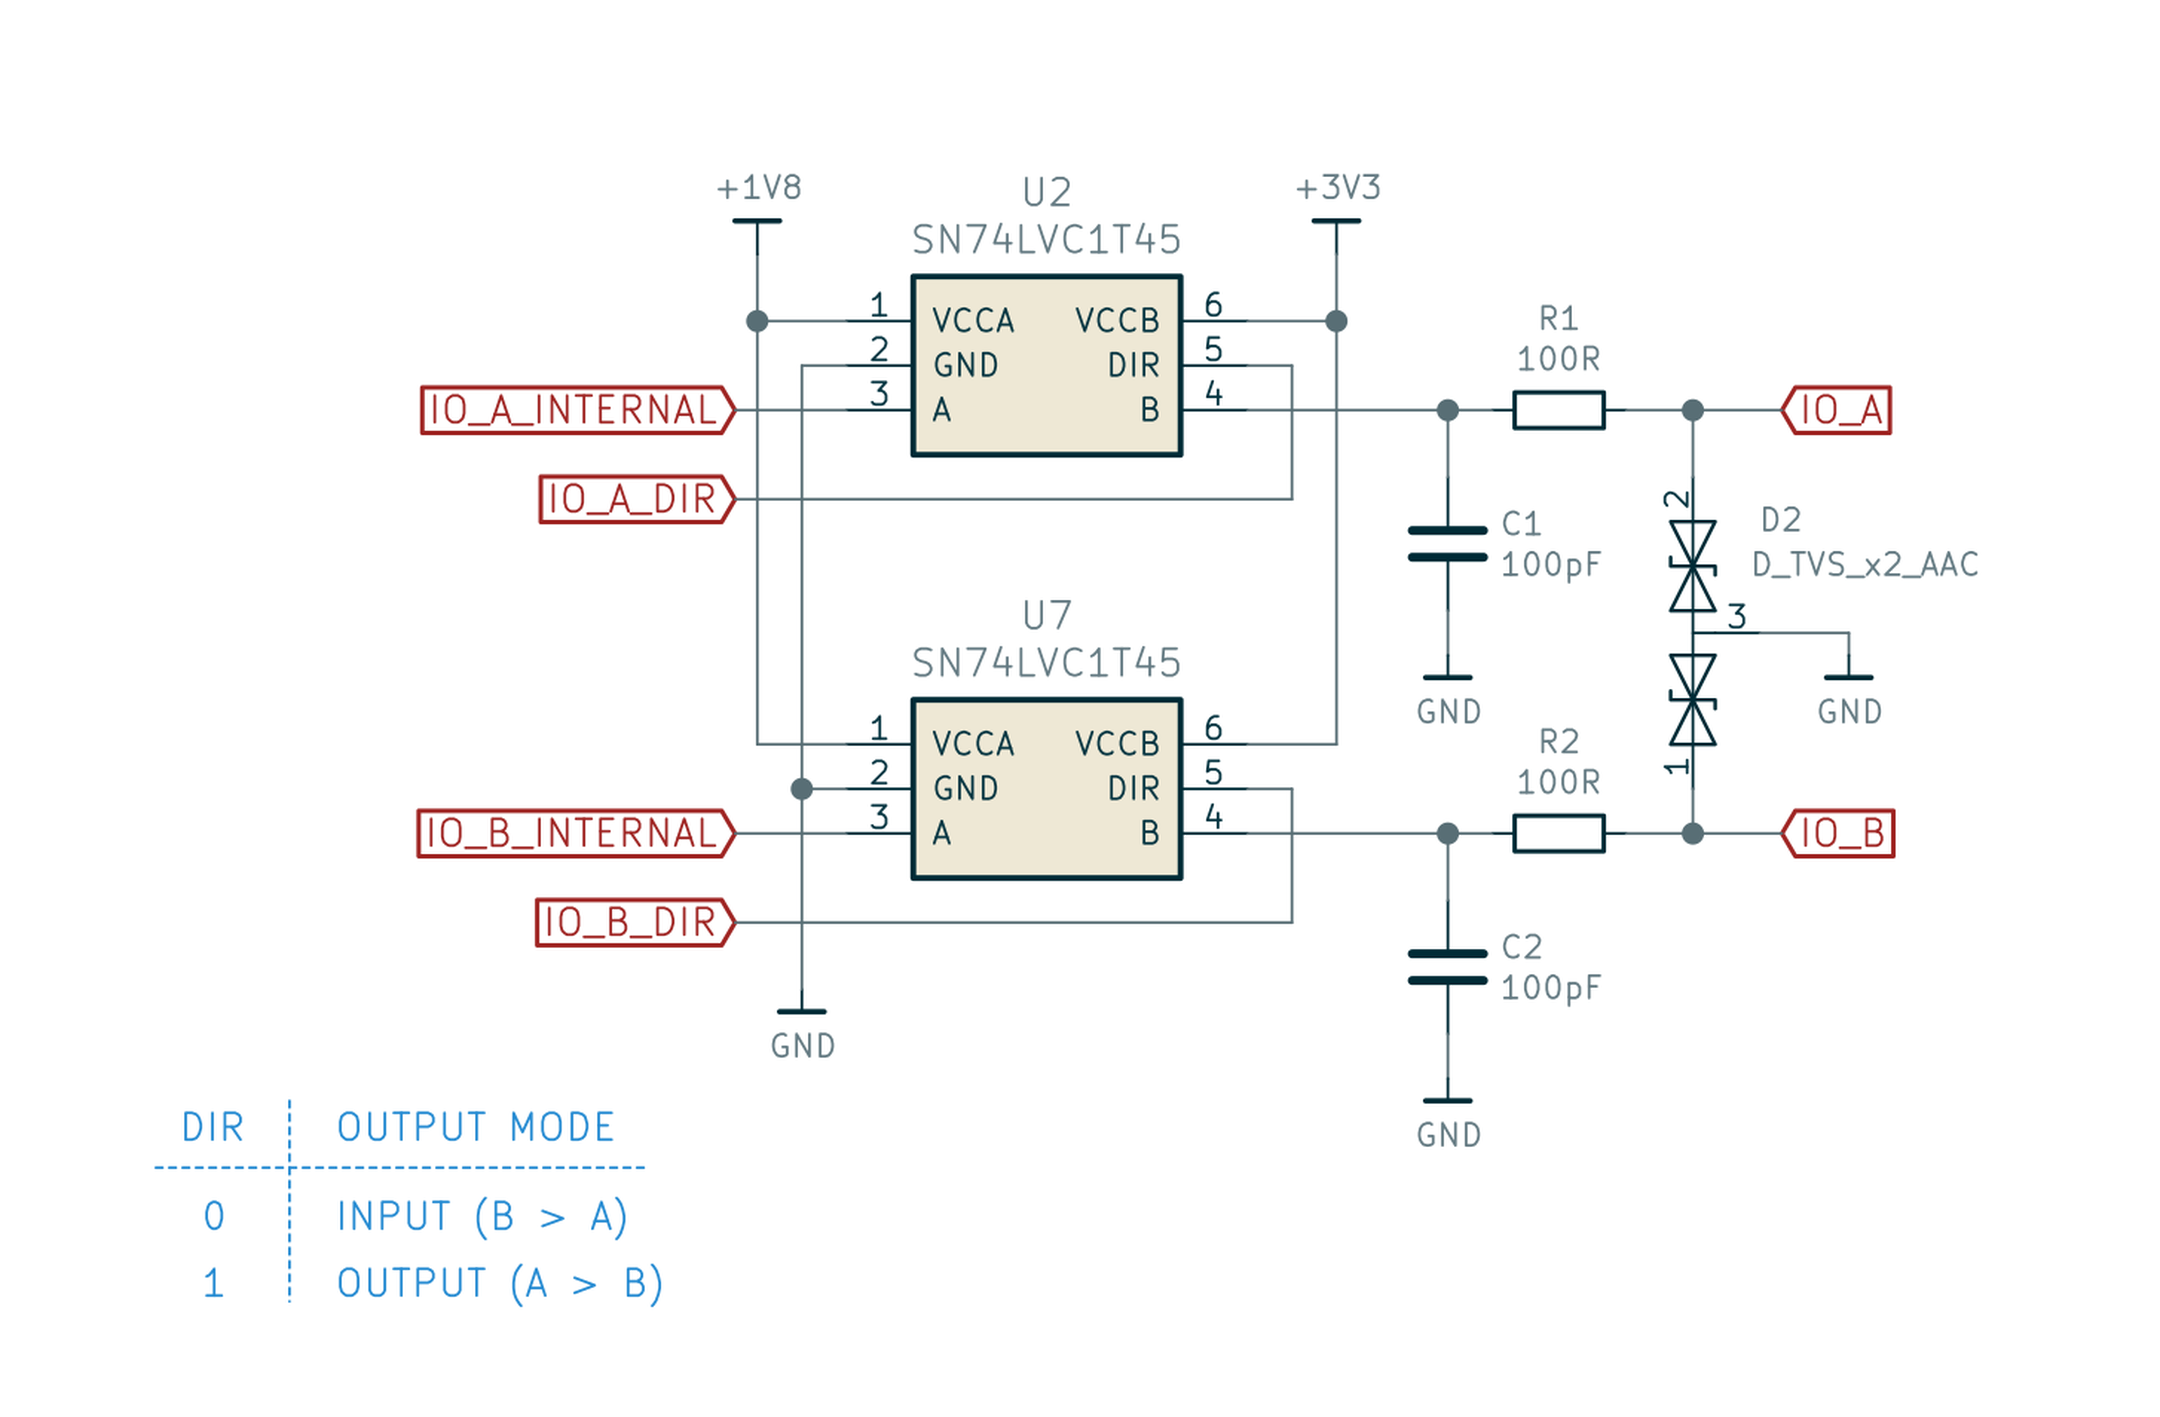 +1V8
+3V3
U2
SN74LVC1T45
1 VCCA VCCB 6
2 GND DIR 5
3 A B 4
IO_A_INTERNAL
IO_A_DIR
R1
100R
IO_A
C1
100pF
GND
2
D2
D_TVS_x2_AAC
3
1
GND
U7
SN74LVC1T45
1 VCCA VCCB 6
2 GND DIR 5
3 A B 4
IO_B_INTERNAL
IO_B_DIR
GND
R2
100R
IO_B
C2
100pF
GND
DIR OUTPUT MODE
0 INPUT (B > A)
1 OUTPUT (A > B)